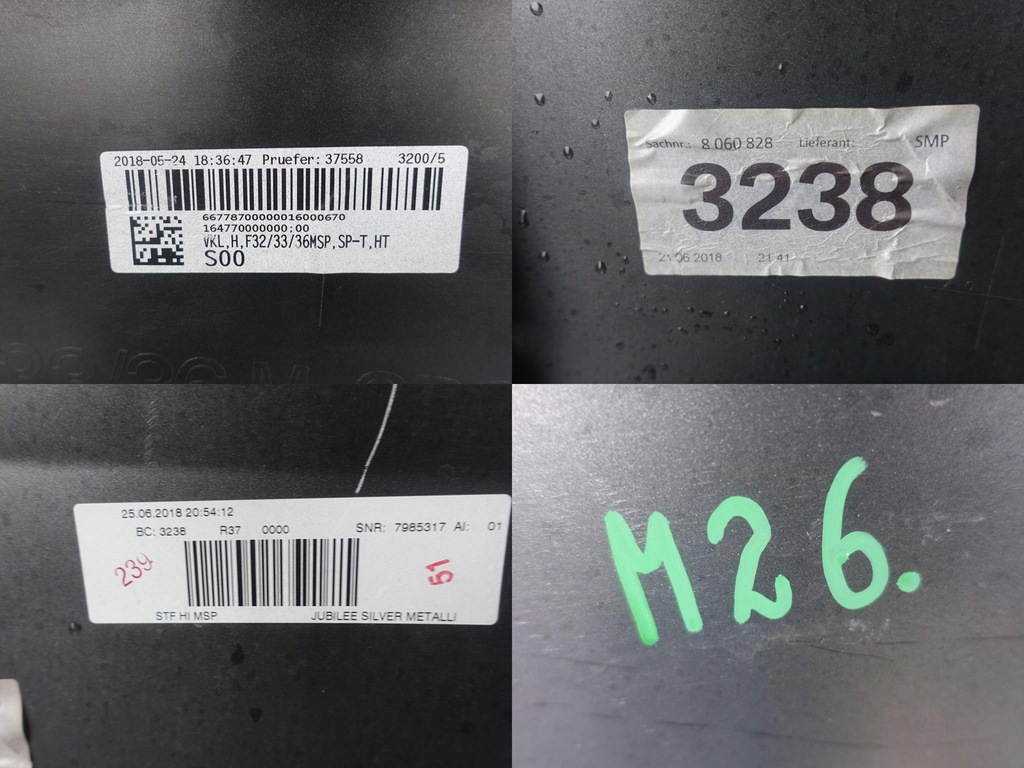 2018-05-24 18:36:47 Pruefer: 37558 3200/5
66778700000016000670
164770000000:00
VKL,H,F32/33/36MSP,SP-T,HT
S00
Sachnr.: 8 060 828 Lieferant: SMP
3238
21.06 2018 21:41
25.06.2018 20:54:12
BC: 3238 R37 0000 SNR: 7985317 AI: 01
239
51
STF HI MSP JUBILEE SILVER METALLI
M26.